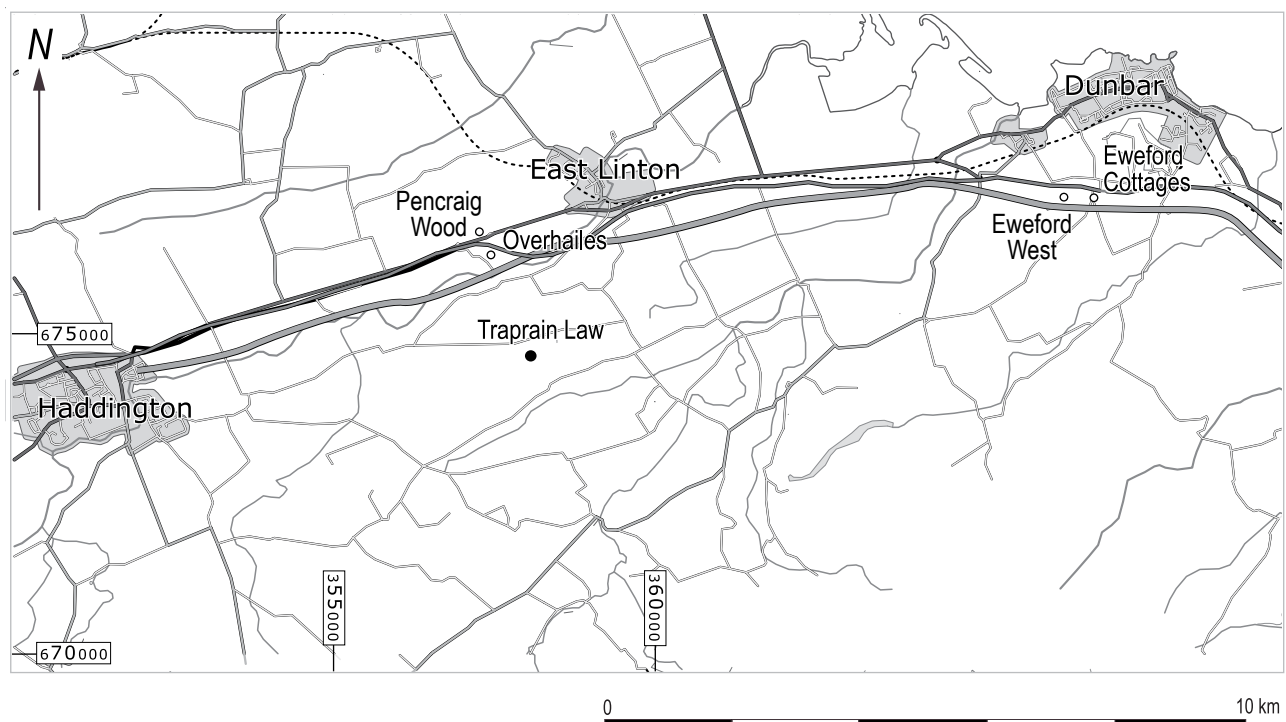 N
Dunbar
East Linton
Eweford
Cottages
Pencraig
Wood
Overhailes
Eweford
West
675000
Traprain Law
Haddington
355000
360000
670000
0
10 km